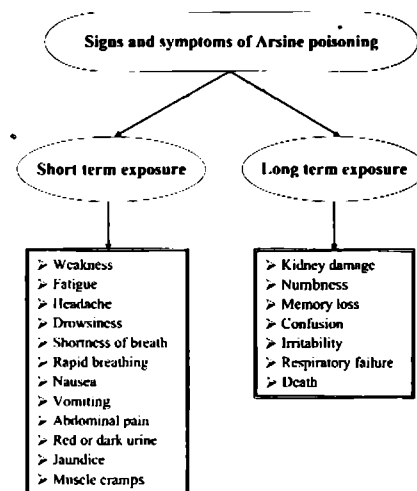 Signs and symptoms of Arsine poisoning
Short term exposure
Long term exposure
➢ Weakness
➢ Fatigue
➢ Headache
➢ Drowsiness
➢ Shortness of breath
➢ Rapid breathing
➢ Nausea
➢ Vomiting
➢ Abdominal pain
➢ Red or dark urine
➢ Jaundice
➢ Muscle cramps
➢ Kidney damage
➢ Numbness
➢ Memory loss
➢ Confusion
➢ Irritability
➢ Respiratory failure
➢ Death